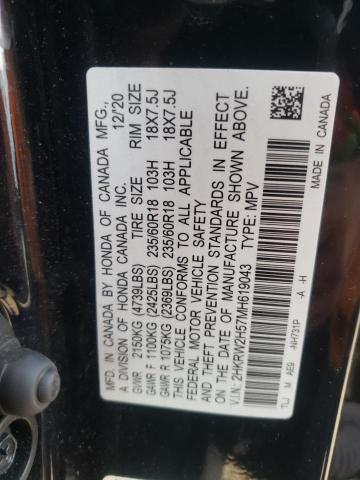 MFD. IN CANADA BY HONDA OF CANADA MFG.,
A DIVISION OF HONDA CANADA INC. 12/20
GVWR 2150KG (4739LBS) TIRE SIZE RIM SIZE
GAWR F 1100KG (2425LBS) 235/60R18 103H 18X7.5J
GAWR R 1075KG (2369LBS) 235/60R18 103H 18X7.5J
THIS VEHICLE CONFORMS TO ALL APPLICABLE
FEDERAL MOTOR VEHICLE SAFETY
AND THEFT PREVENTION STANDARDS IN EFFECT
ON THE DATE OF MANUFACTURE SHOWN ABOVE.
V.I.N.: 2HKRW2H57MH619043 TYPE: MPV
TLJ M AE9 NH731P -A -H
MADE IN CANADA